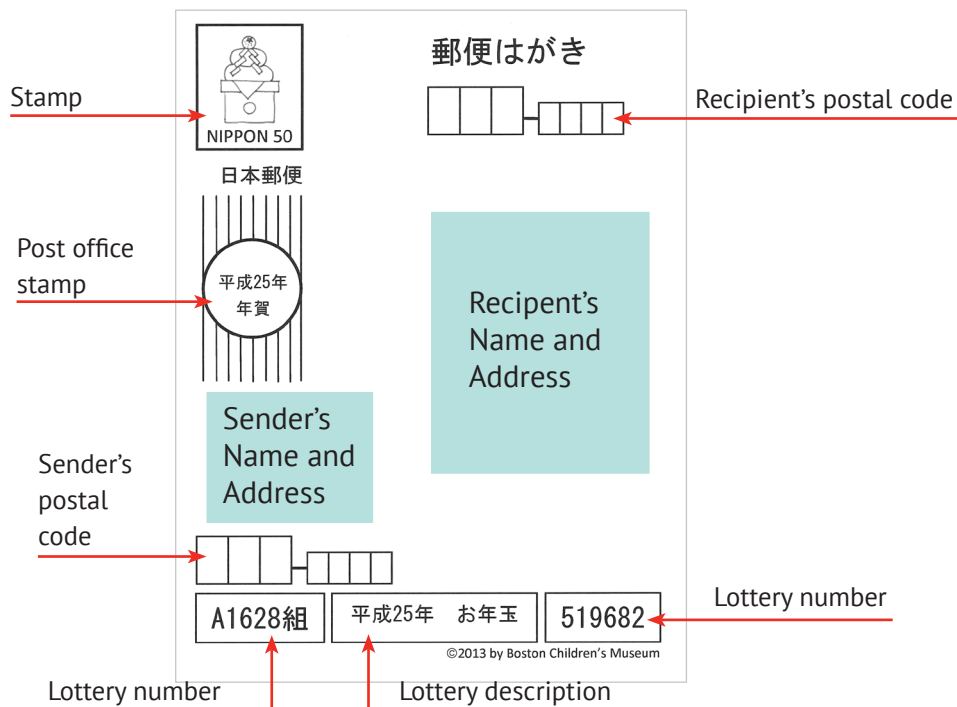 郵便はがき
Stamp
NIPPON 50
Recipient's postal code
日本郵便
Post office
stamp
平成25年
年賀
Recipent's
Name and
Address
Sender's
Name and
Address
Sender's
postal
code
A1628組
平成25年 お年玉
519682
Lottery number
©2013 by Boston Children's Museum
Lottery number
Lottery description